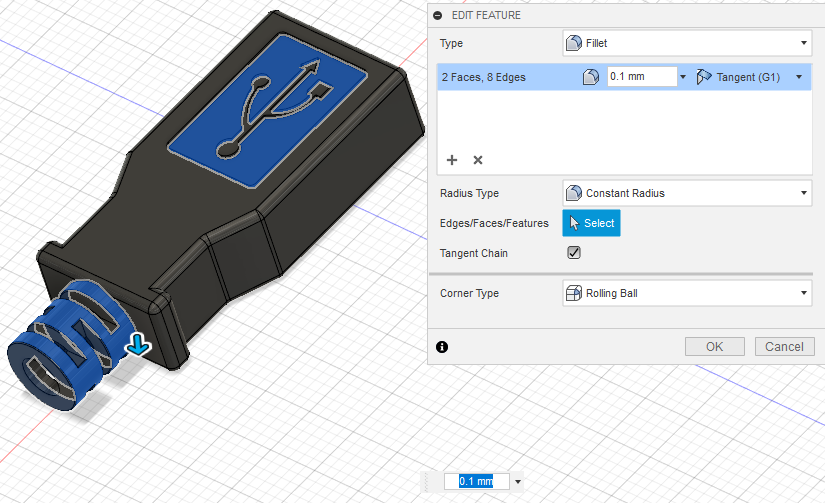 EDIT FEATURE
Type
Fillet
2 Faces, 8 Edges
0.1 mm
Tangent (G1)
Radius Type
Constant Radius
Edges/Faces/Features
Select
Tangent Chain
Corner Type
Rolling Ball
OK
Cancel
0.1 mm